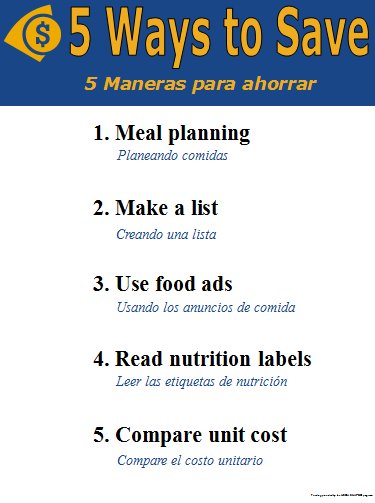 5 Ways to Save
5 Maneras para ahorrar
1. Meal planning
Planeando comidas
2. Make a list
Creando una lista
3. Use food ads
Usando los anuncios de comida
4. Read nutrition labels
Leer las etiquetas de nutrición
5. Compare unit cost
Compare el costo unitario